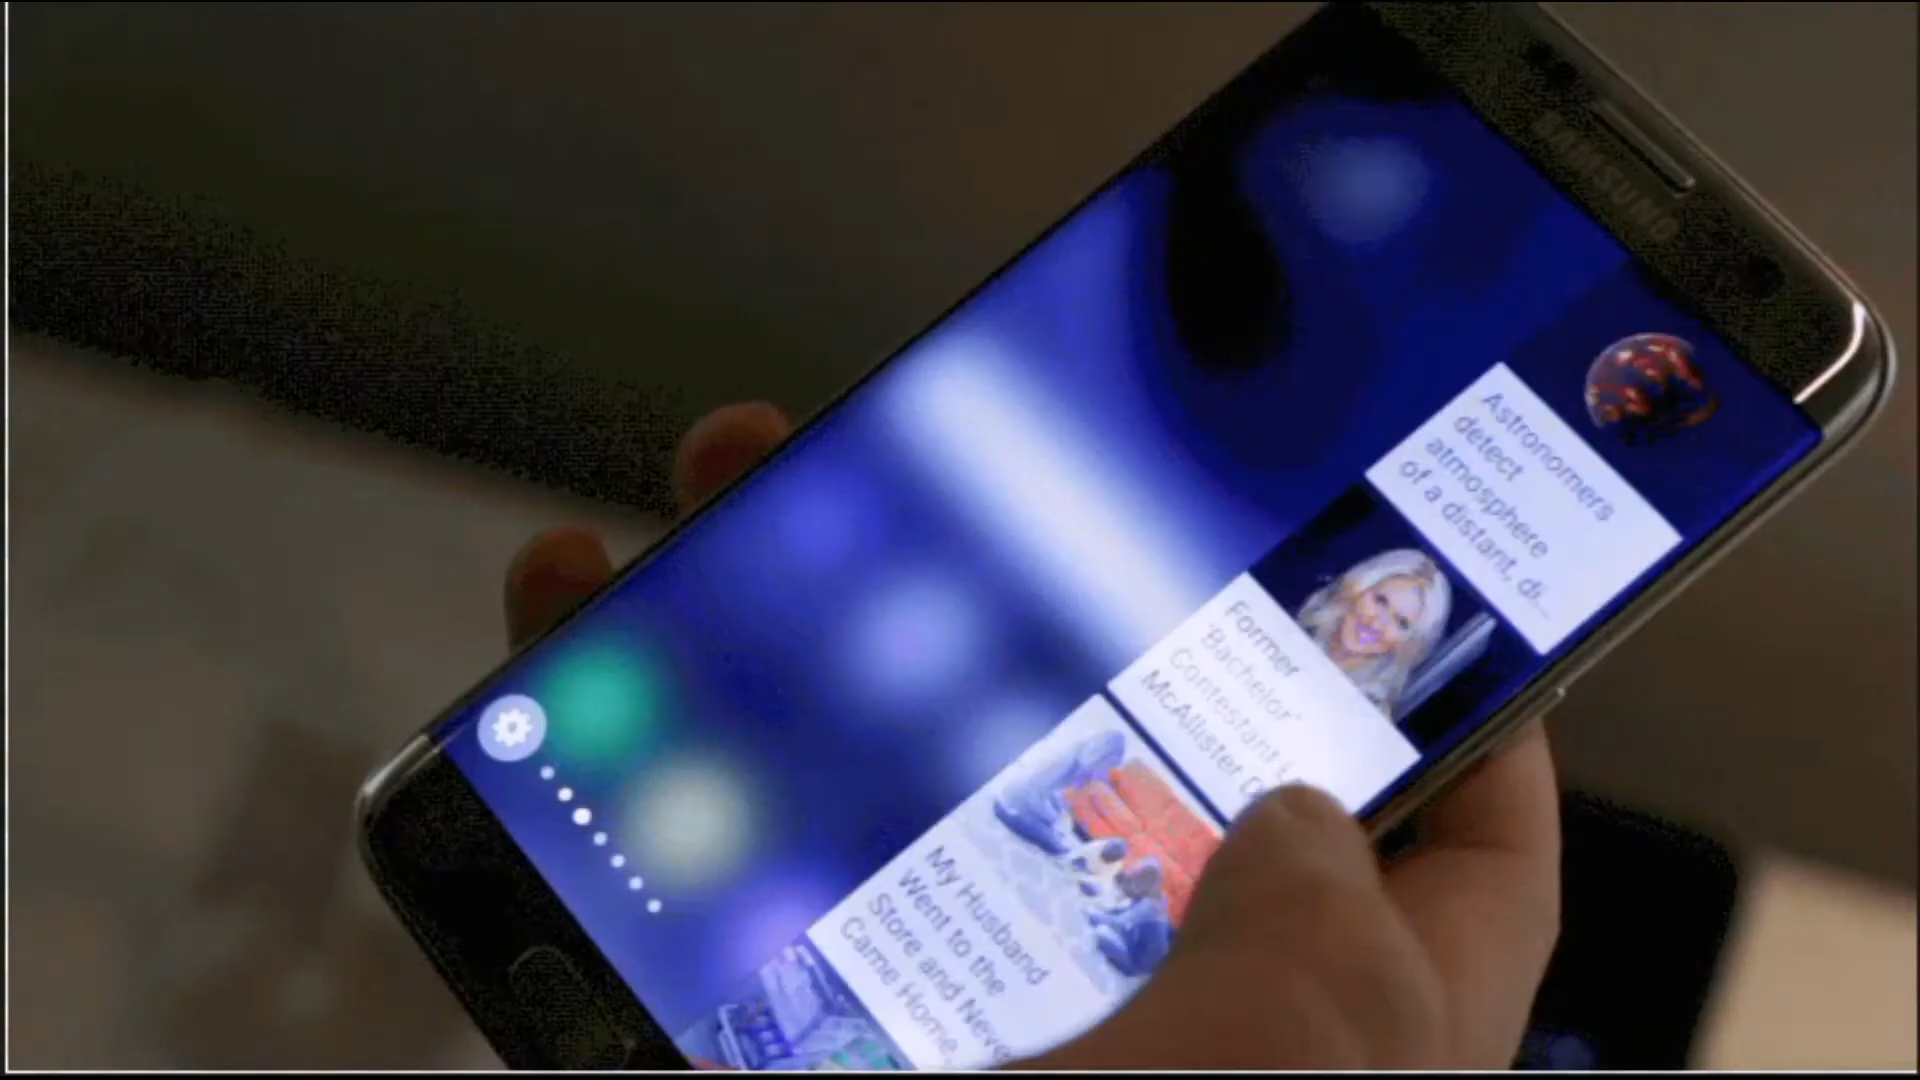 SAMSUNG
Astronomers
detect
atmosphere
of a distant, di...
Former
'Bachelor'
Contestant
McAllister
My Husband
Went to the
Store and Neve
Came Home,